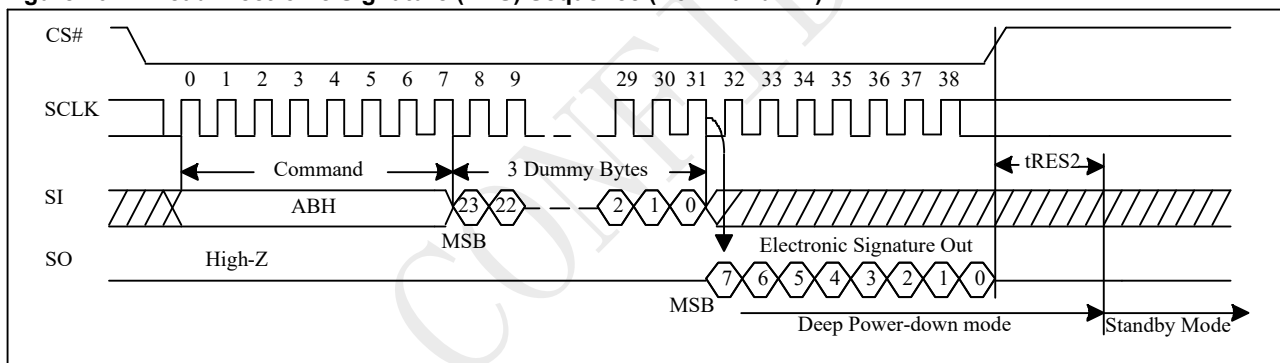 CS#
0 1 2 3 4 5 6 7 8 9 29 30 31 32 33 34 35 36 37 38
SCLK
Command 3 Dummy Bytes tRES2
SI ABH 23 22 2 1 0
MSB
SO High-Z Electronic Signature Out
7 6 5 4 3 2 1 0
MSB
Deep Power-down mode Standby Mode